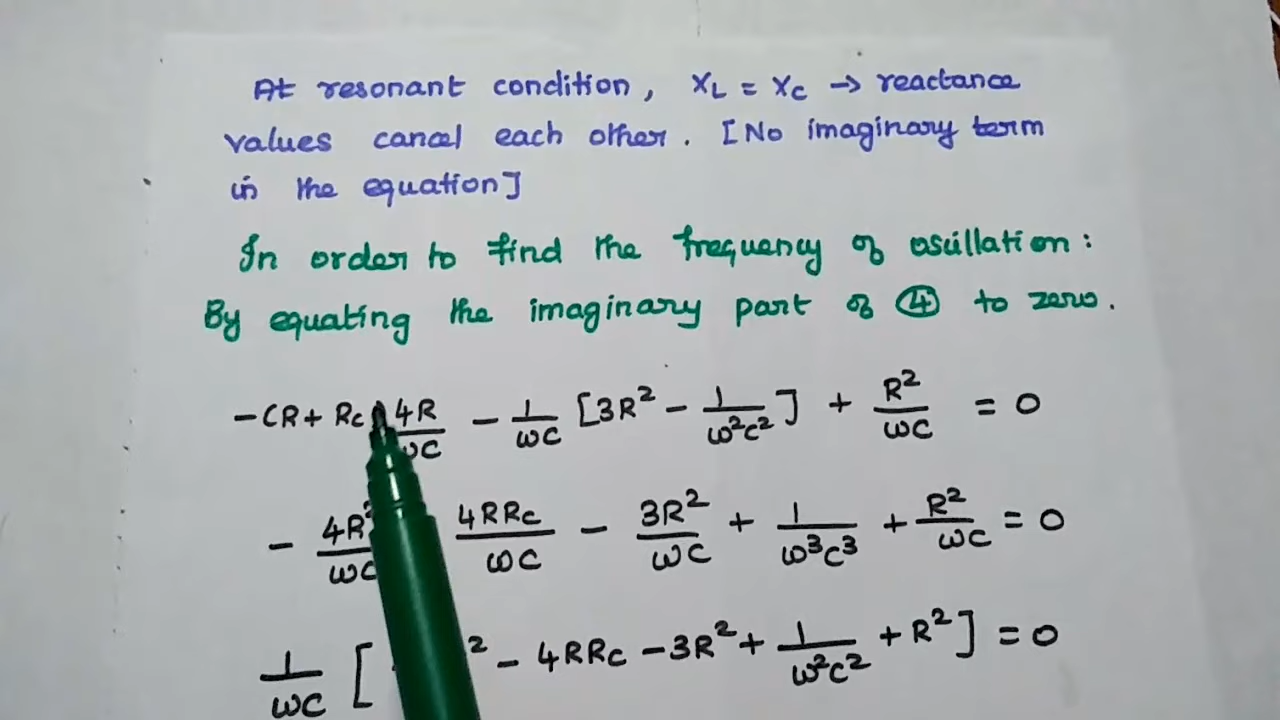 At resonant condition, XL = XC → reactance
values cancel each other. [No imaginary term
in the equation]
In order to find the frequency of oscillation:
By equating the imaginary part of ④ to zero.
-(R + Rc 4R/ωC - 1/ωC [3R² - 1/ω²C²] + R²/ωC = 0
- 4R²/ωC 4RRc/ωC - 3R²/ωC + 1/ω³C³ + R²/ωC = 0
1/ωC [ ² - 4RRc - 3R² + 1/ω²C² + R²] = 0